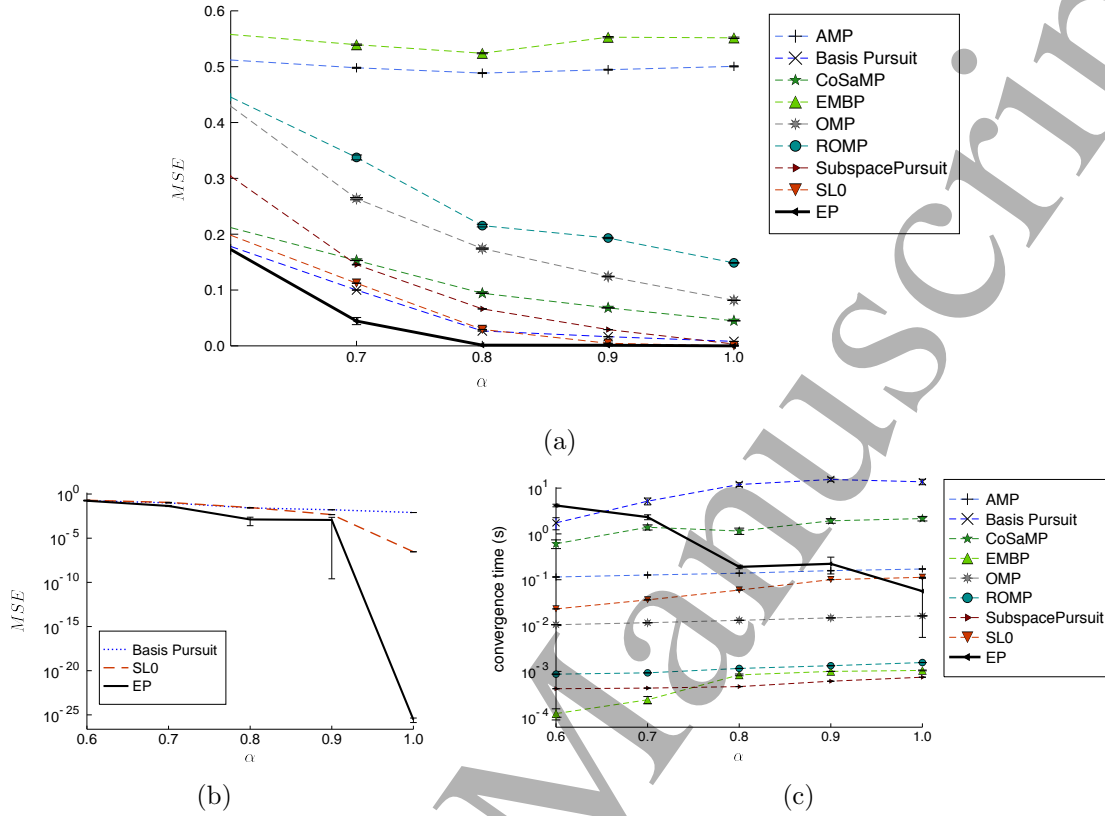 0.6
0.5
0.4
0.3
0.2
0.1
0.0
MSE
0.7 0.8 0.9 1.0
α
AMP
Basis Pursuit
CoSaMP
EMBP
OMP
ROMP
SubspacePursuit
SL0
EP
(a)
10^0
10^-5
10^-10
10^-15
10^-20
10^-25
MSE
Basis Pursuit
SL0
EP
0.6 0.7 0.8 0.9 1.0
α
(b)
10^1
10^0
10^-1
10^-2
10^-3
10^-4
convergence time (s)
0.6 0.7 0.8 0.9 1.0
α
AMP
Basis Pursuit
CoSaMP
EMBP
OMP
ROMP
SubspacePursuit
SL0
EP
(c)
Manuscrip